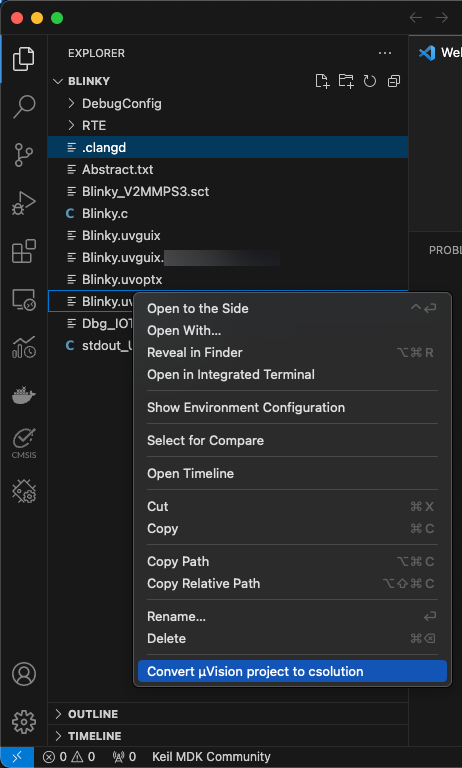 Wel
EXPLORER
BLINKY
DebugConfig
RTE
.clangd
Abstract.txt
Blinky_V2MMPS3.sct
C Blinky.c
Blinky.uvguix
Blinky.uvguix.
Blinky.uvoptx
Blinky.uv
Dbg_IOT
C stdout_U
PROBL
Open to the Side ⌃⏎
Open With...
Reveal in Finder ⌥⌘R
Open in Integrated Terminal
Show Environment Configuration
Select for Compare
Open Timeline
Cut ⌘X
Copy ⌘C
Copy Path ⌥⌘C
Copy Relative Path ⌥⇧⌘C
Rename... ⏎
Delete ⌘⌫
Convert µVision project to csolution
CMSIS
OUTLINE
TIMELINE
0 0 0 Keil MDK Community